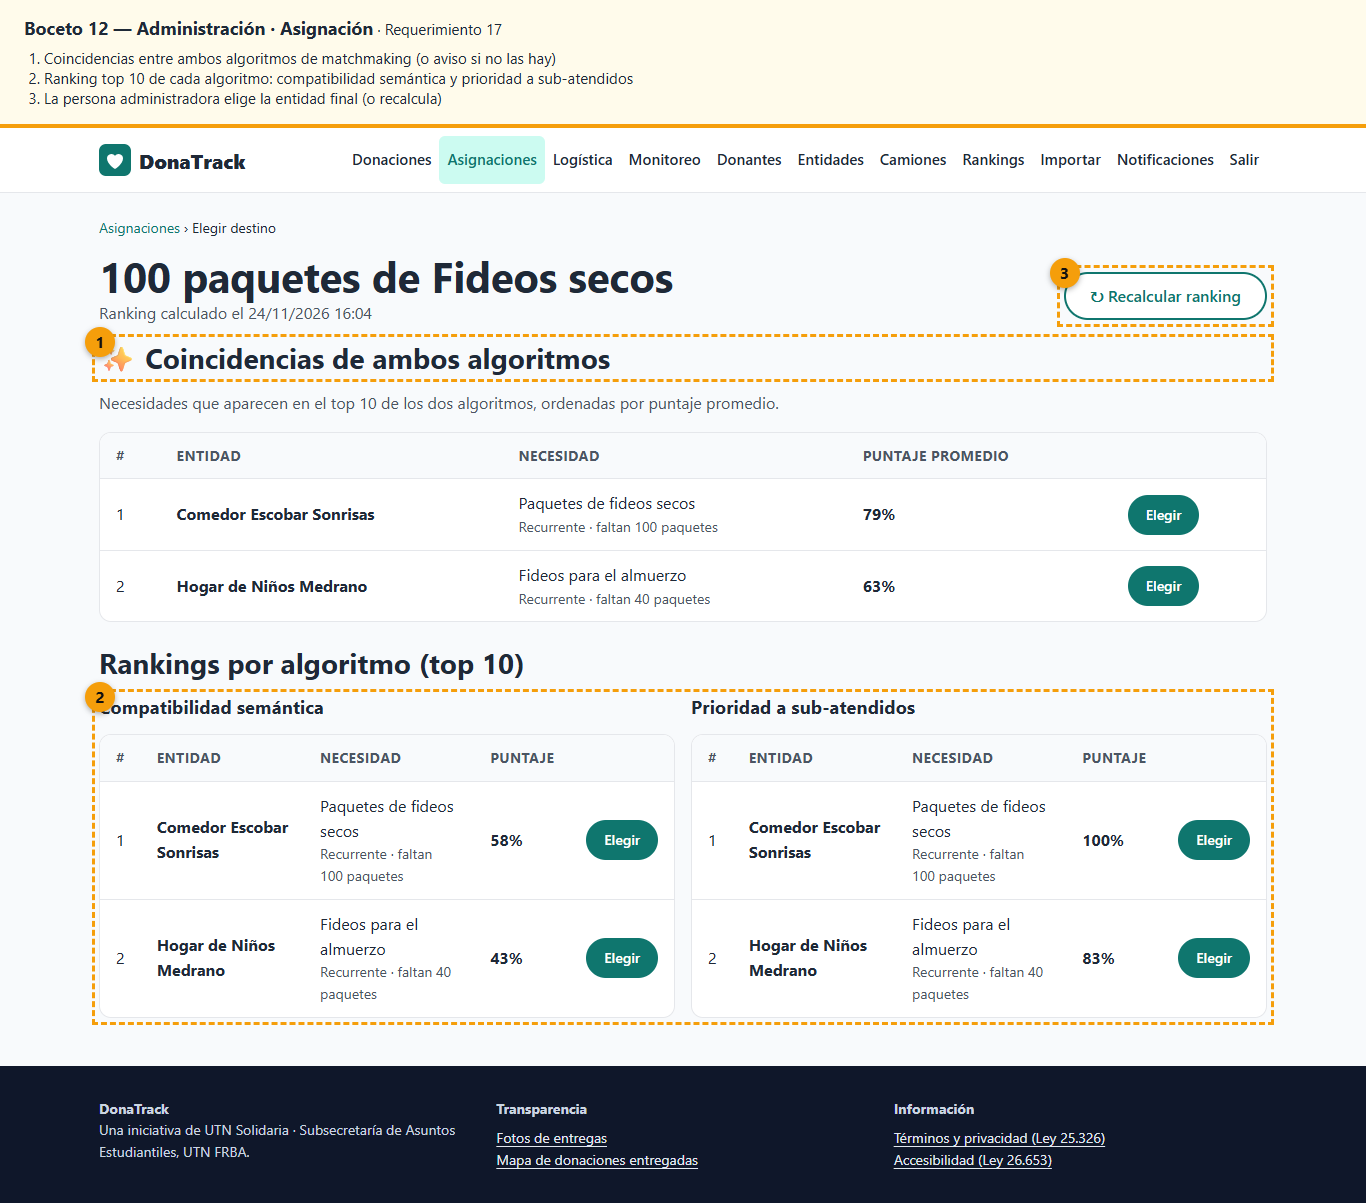 Boceto 12 — Administración · Asignación · Requerimiento 17
1. Coincidencias entre ambos algoritmos de matchmaking (o aviso si no las hay)
2. Ranking top 10 de cada algoritmo: compatibilidad semántica y prioridad a sub-atendidos
3. La persona administradora elige la entidad final (o recalcula)
DonaTrack
Donaciones Asignaciones Logística Monitoreo Donantes Entidades Camiones Rankings Importar Notificaciones Salir
Asignaciones › Elegir destino
100 paquetes de Fideos secos
Ranking calculado el 24/11/2026 16:04
3
↻ Recalcular ranking
1
✨ Coincidencias de ambos algoritmos
Necesidades que aparecen en el top 10 de los dos algoritmos, ordenadas por puntaje promedio.
# ENTIDAD NECESIDAD PUNTAJE PROMEDIO
1 Comedor Escobar Sonrisas Paquetes de fideos secos 79% Elegir
Recurrente · faltan 100 paquetes
2 Hogar de Niños Medrano Fideos para el almuerzo 63% Elegir
Recurrente · faltan 40 paquetes
Rankings por algoritmo (top 10)
2
Compatibilidad semántica
# ENTIDAD NECESIDAD PUNTAJE
1 Comedor Escobar
Sonrisas
Paquetes de fideos
secos
Recurrente · faltan
100 paquetes
58% Elegir
2 Hogar de Niños
Medrano
Fideos para el
almuerzo
Recurrente · faltan 40
paquetes
43% Elegir
Prioridad a sub-atendidos
# ENTIDAD NECESIDAD PUNTAJE
1 Comedor Escobar
Sonrisas
Paquetes de fideos
secos
Recurrente · faltan
100 paquetes
100% Elegir
2 Hogar de Niños
Medrano
Fideos para el
almuerzo
Recurrente · faltan 40
paquetes
83% Elegir
DonaTrack
Una iniciativa de UTN Solidaria · Subsecretaría de Asuntos
Estudiantiles, UTN FRBA.
Transparencia
Fotos de entregas
Mapa de donaciones entregadas
Información
Términos y privacidad (Ley 25.326)
Accesibilidad (Ley 26.653)